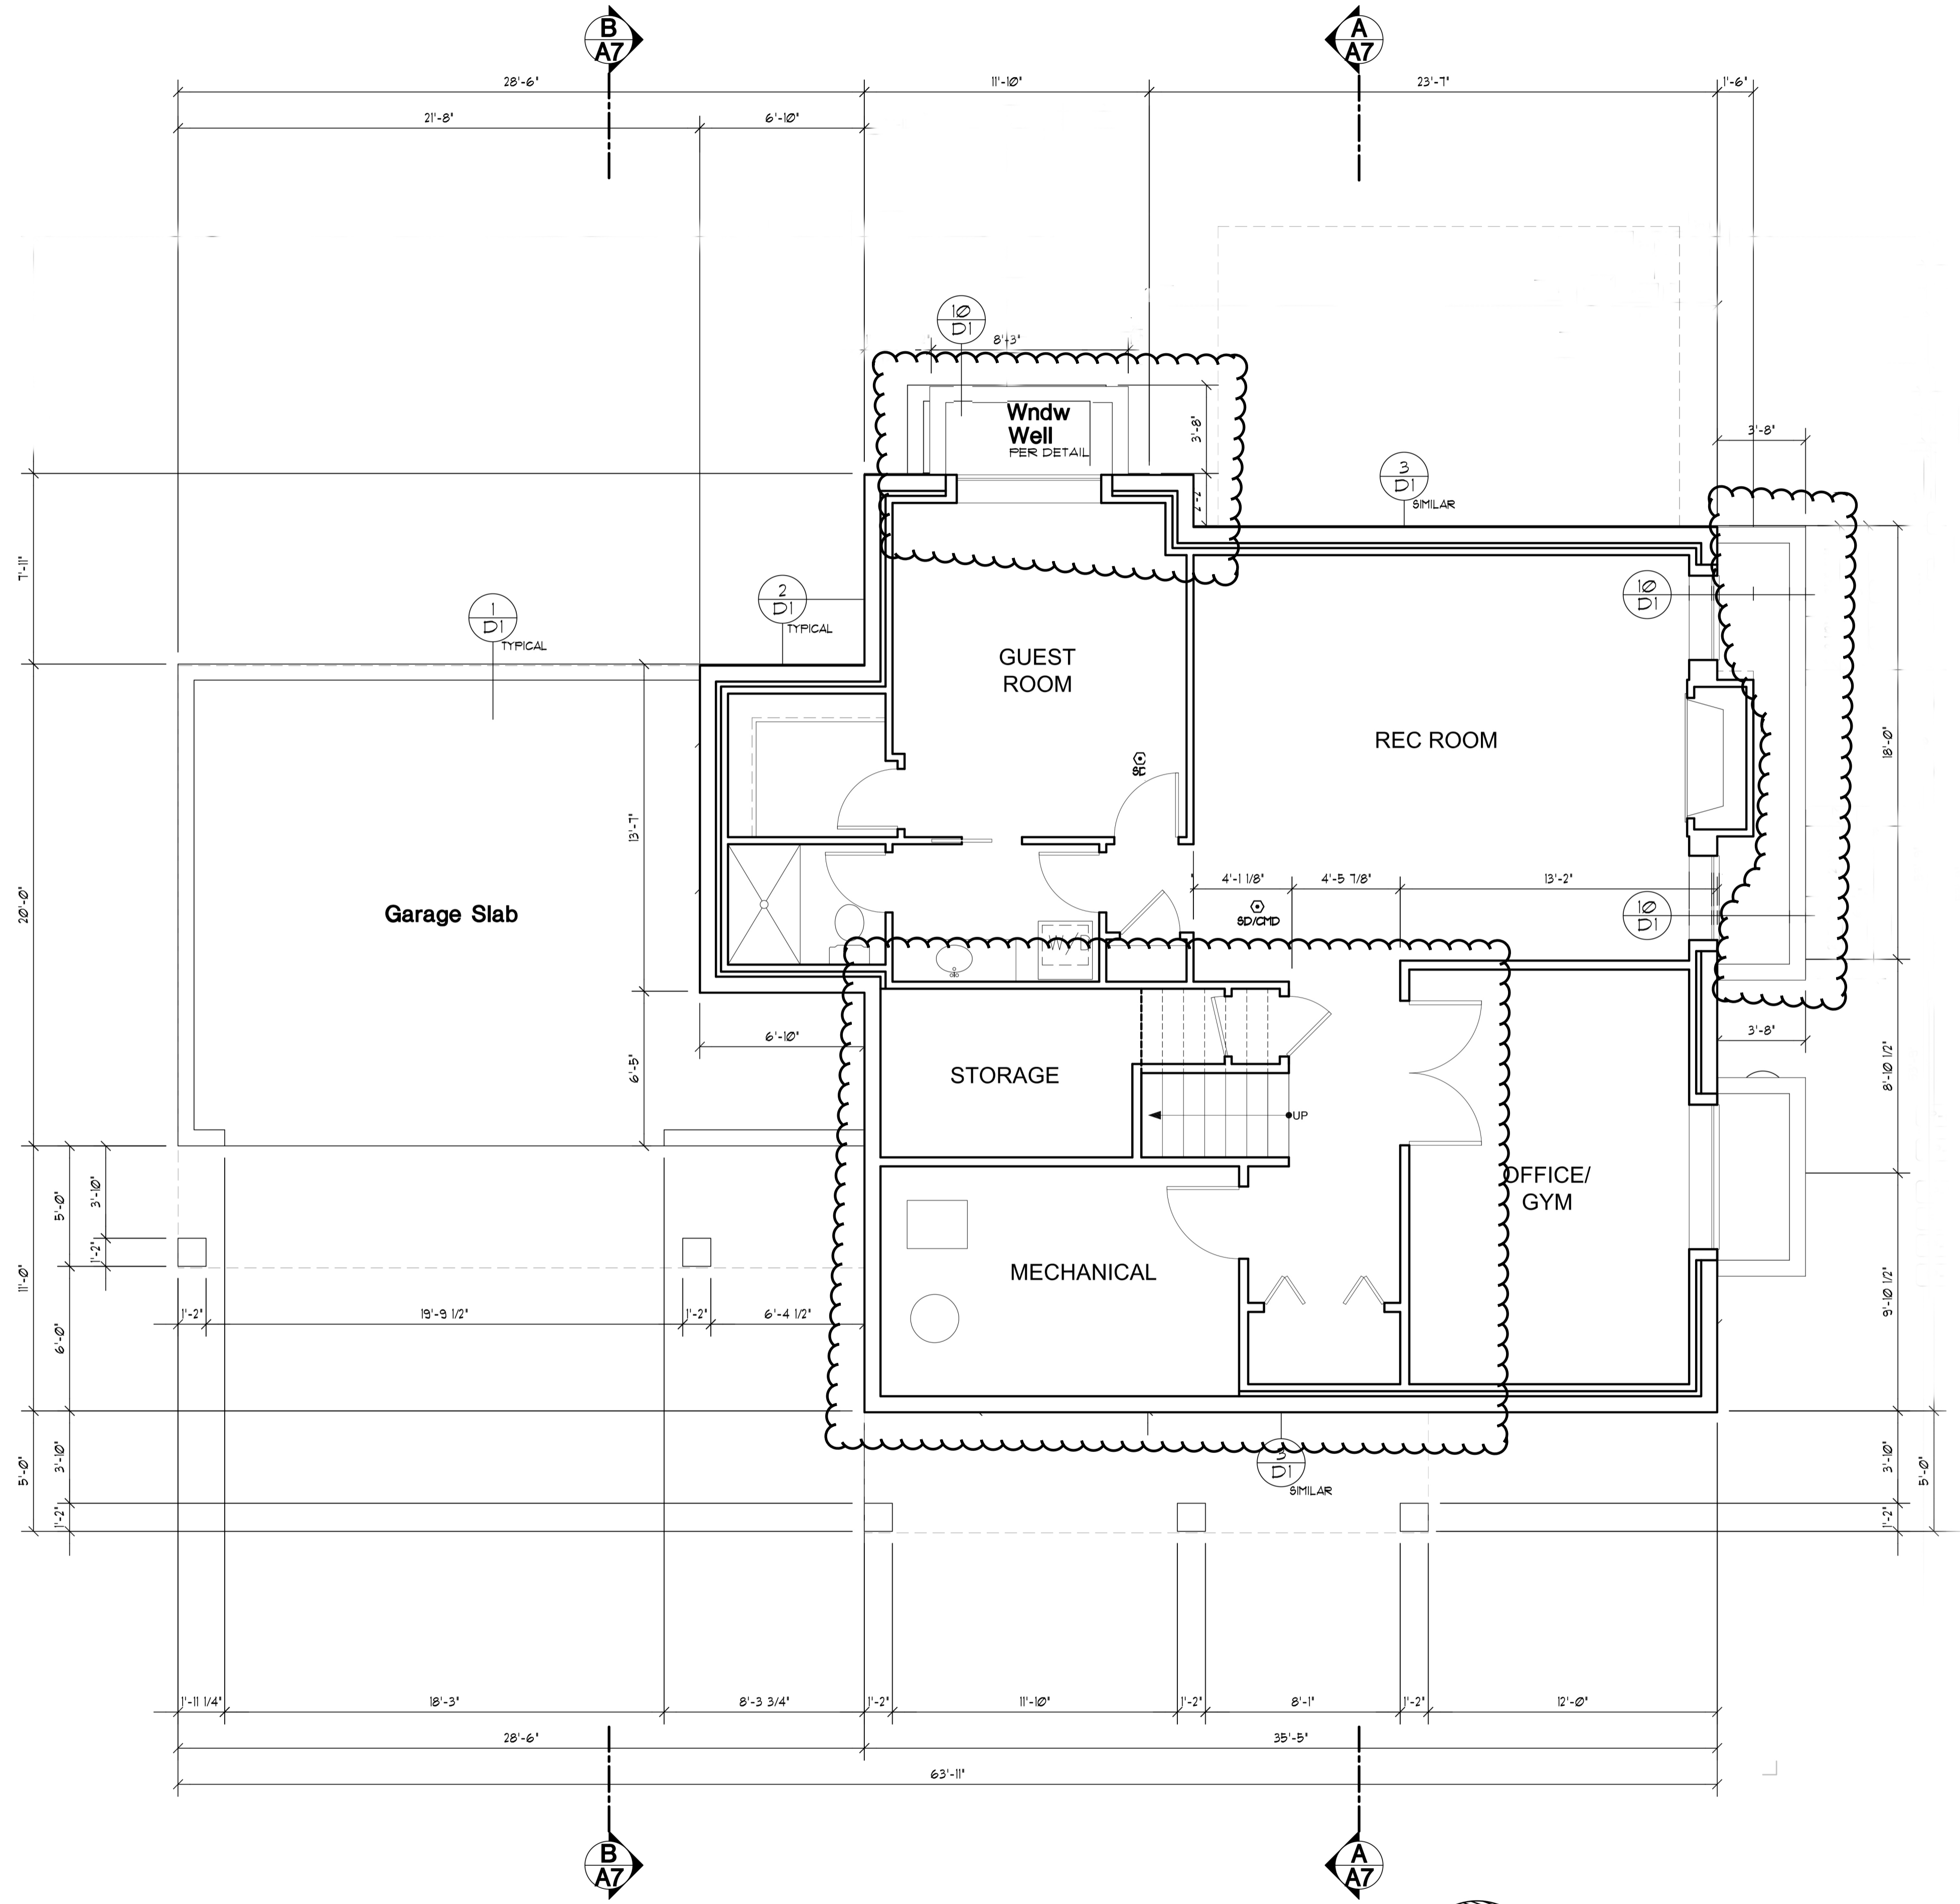 B
A7
A
A7
28'-6"
11'-10"
23'-7"
1'-6"
21'-8"
6'-10"
10
D1
8'-3"
Wndw
Well
PER DETAIL
3'-8"
2'-2"
3'-8"
3
D1
SIMILAR
7'-11"
1
D1
TYPICAL
2
D1
TYPICAL
10
D1
GUEST
ROOM
REC ROOM
18'-0"
SD
13'-7"
20'-0"
Garage Slab
4'-1 1/8"
4'-5 7/8"
13'-2"
SD/CMD
10
D1
W/D
6'-10"
6'-5"
STORAGE
3'-8"
8'-10 1/2"
UP
OFFICE/
GYM
5'-0"
3'-10"
1'-2"
MECHANICAL
11'-0"
6'-0"
1'-2"
19'-9 1/2"
1'-2"
6'-4 1/2"
9'-10 1/2"
5'-0"
3'-10"
1'-2"
3
D1
SIMILAR
3'-10"
5'-0"
1'-2"
1'-11 1/4"
18'-3"
8'-3 3/4"
1'-2"
11'-10"
1'-2"
8'-1"
1'-2"
12'-0"
28'-6"
35'-5"
63'-11"
B
A7
A
A7